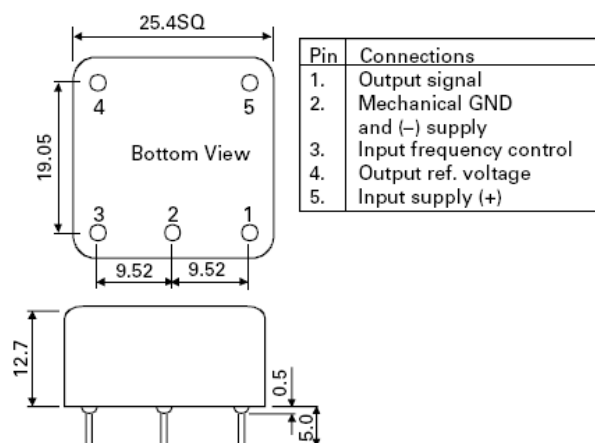 25.4SQ
4
5
19.05
Bottom View
3
2
1
9.52
9.52
12.7
0.5
5.0
Pin Connections
1. Output signal
2. Mechanical GND
and (–) supply
3. Input frequency control
4. Output ref. voltage
5. Input supply (+)